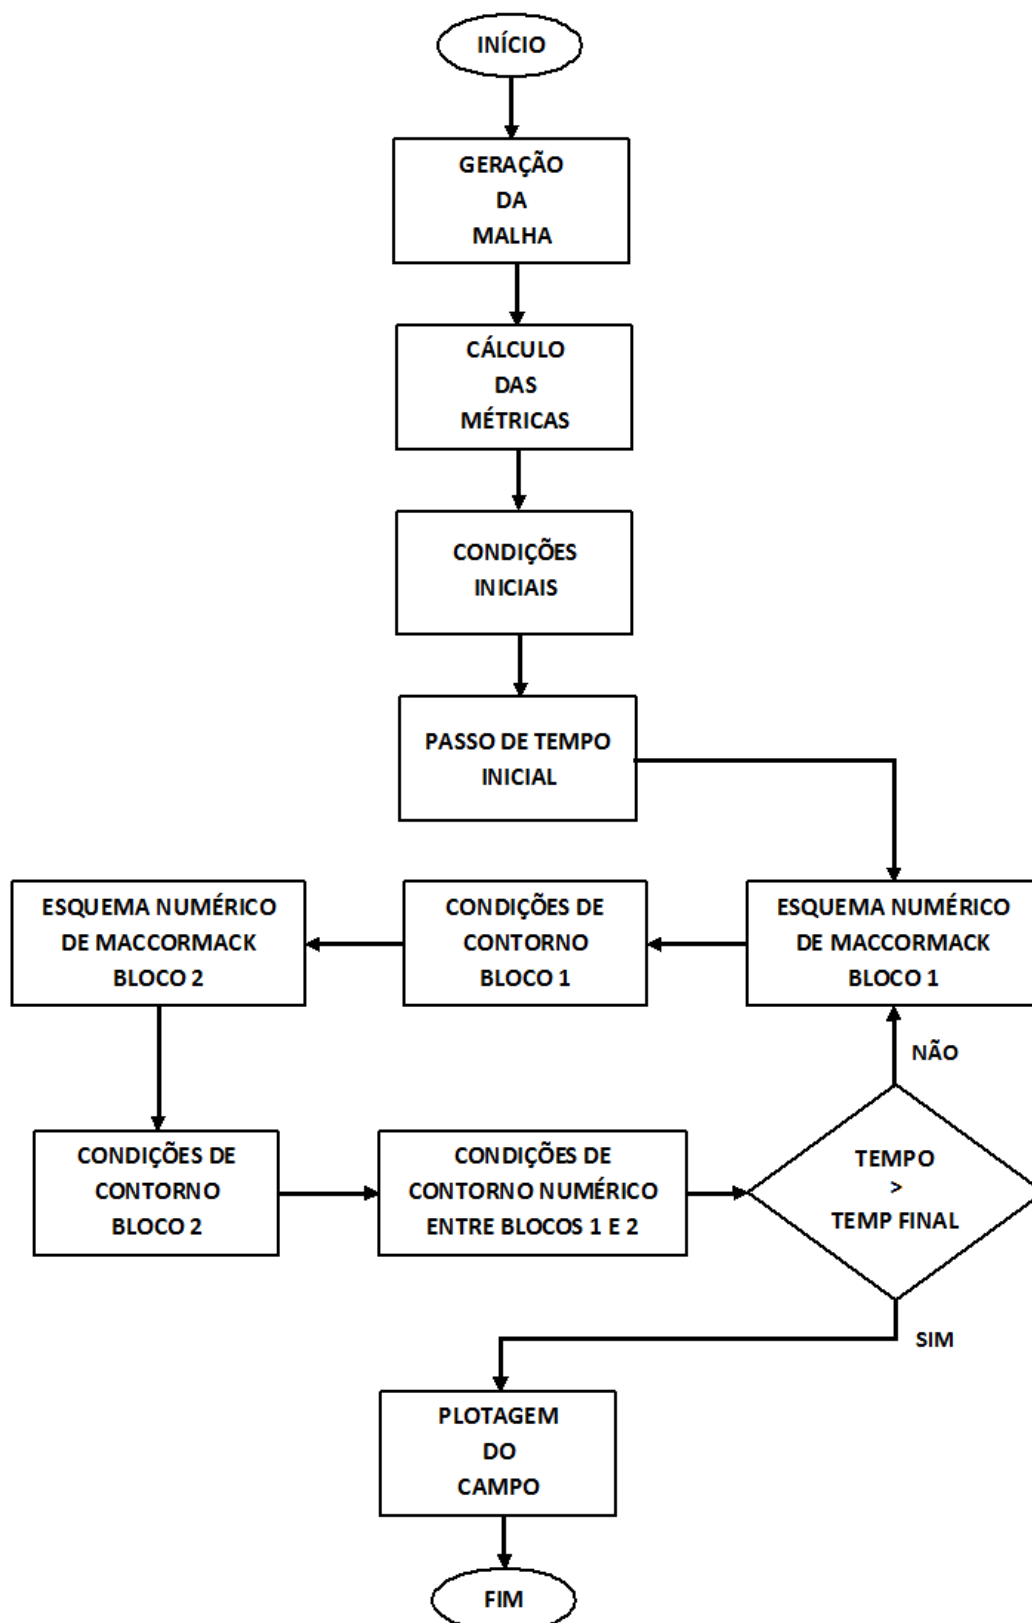 INÍCIO
GERAÇÃO
DA
MALHA
CÁLCULO
DAS
MÉTRICAS
CONDIÇÕES
INICIAIS
PASSO DE TEMPO
INICIAL
ESQUEMA NUMÉRICO
DE MACCORMACK
BLOCO 1
CONDIÇÕES DE
CONTORNO
BLOCO 1
ESQUEMA NUMÉRICO
DE MACCORMACK
BLOCO 2
CONDIÇÕES DE
CONTORNO
BLOCO 2
CONDIÇÕES DE
CONTORNO NUMÉRICO
ENTRE BLOCOS 1 E 2
TEMPO
>
TEMP FINAL
NÃO
SIM
PLOTAGEM
DO
CAMPO
FIM